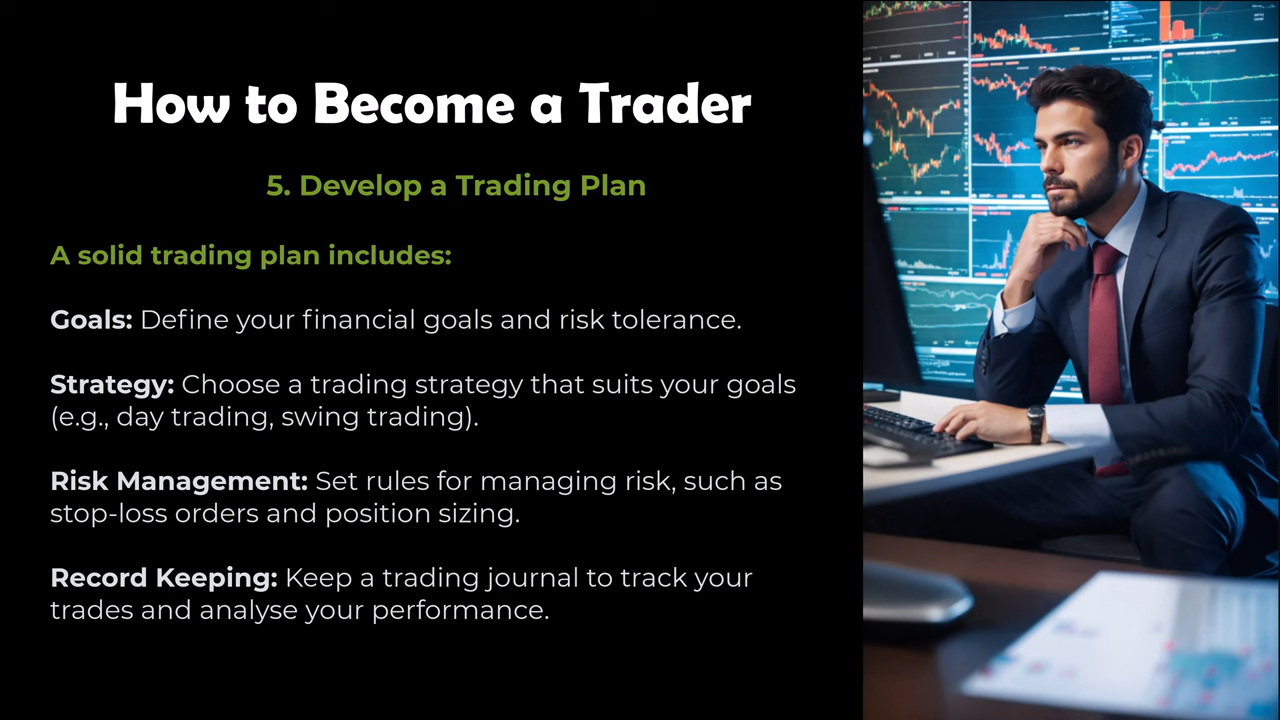 How to Become a Trader
5. Develop a Trading Plan
A solid trading plan includes:
Goals: Define your financial goals and risk tolerance.
Strategy: Choose a trading strategy that suits your goals
(e.g., day trading, swing trading).
Risk Management: Set rules for managing risk, such as
stop-loss orders and position sizing.
Record Keeping: Keep a trading journal to track your
trades and analyse your performance.